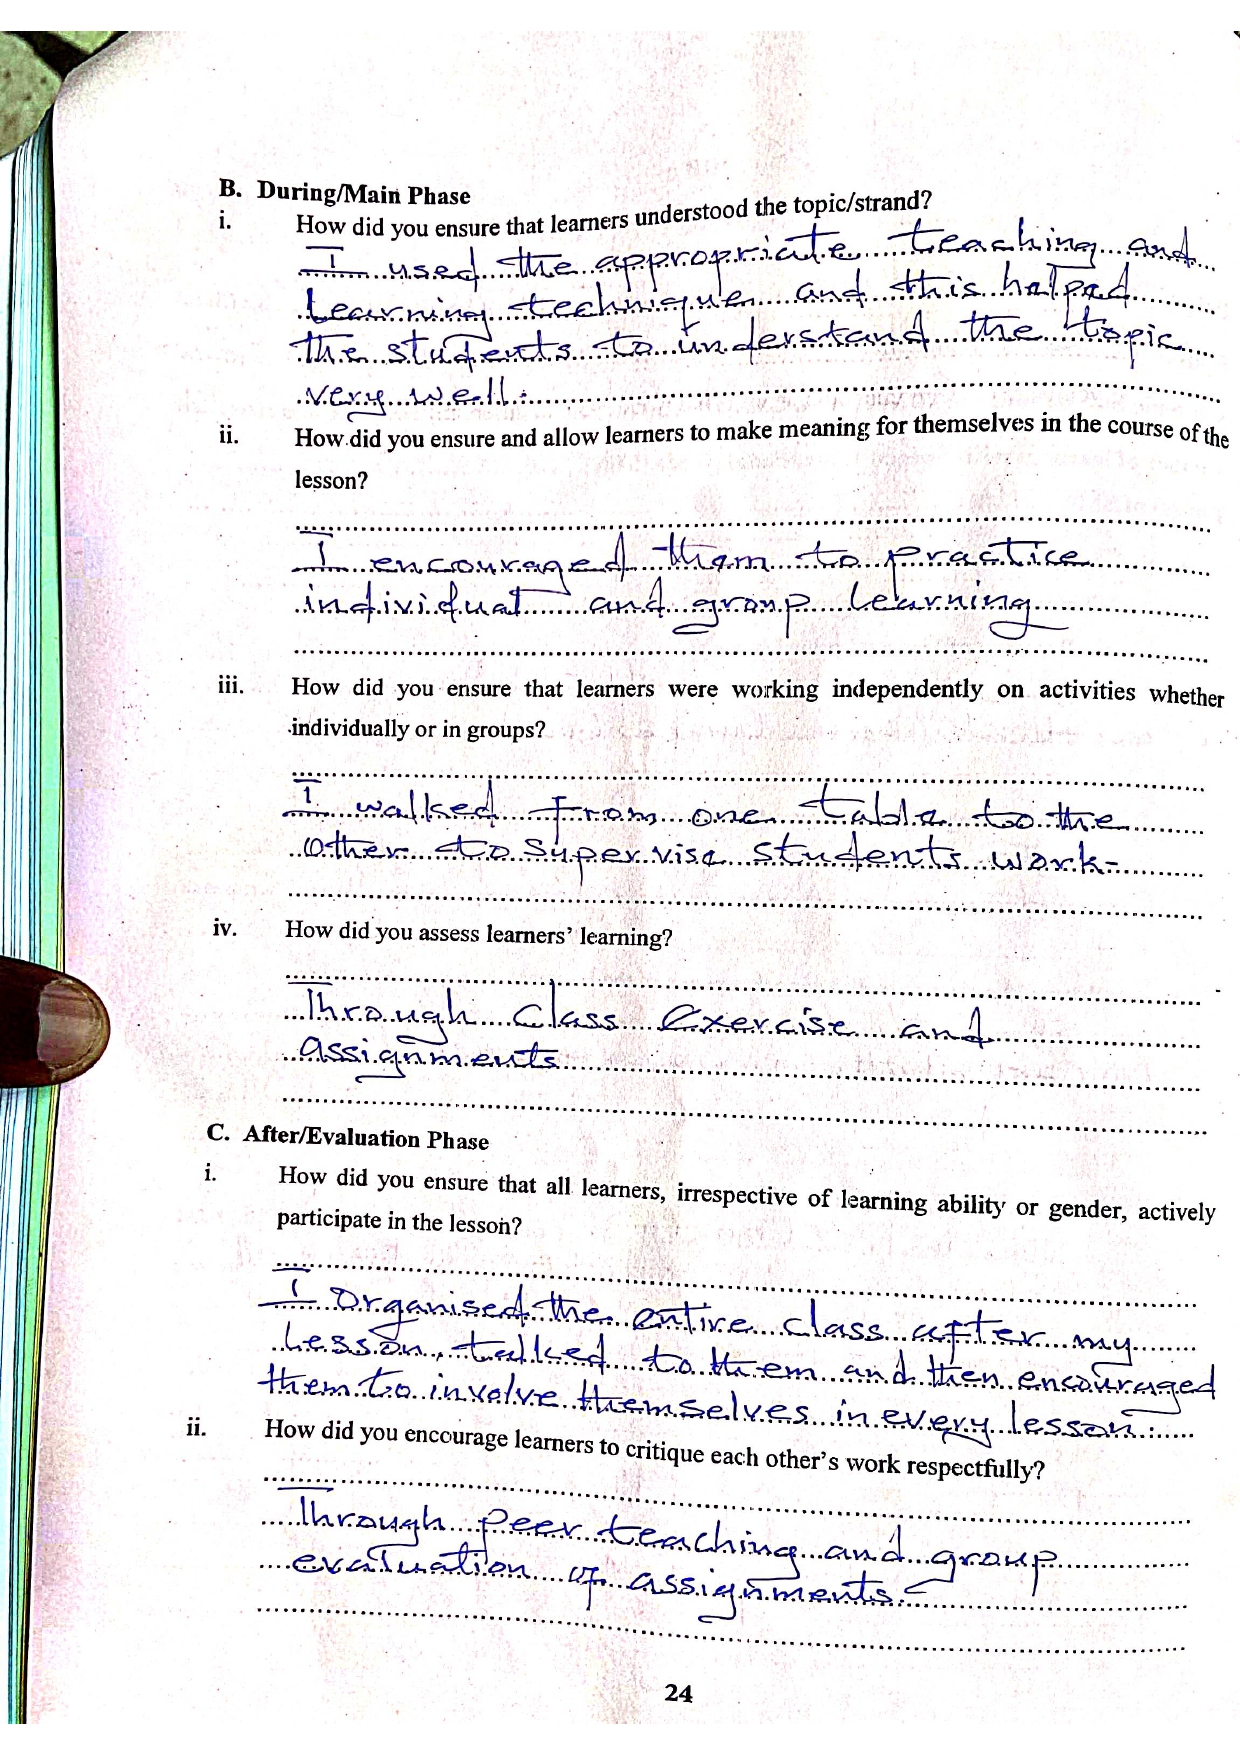 B. During/Main Phase
i. How did you ensure that learners understood the topic/strand?
I used the appropriate teaching and
Learning technique and this helped
the students to understand the topic
very well.
ii. How did you ensure and allow learners to make meaning for themselves in the course of the
lesson?
I encouraged them to practice
individual and group learning
iii. How did you ensure that learners were working independently on activities whether
individually or in groups?
I walked from one table to the
other to supervise students work-
iv. How did you assess learners' learning?
Through class exercise and
assignments
C. After/Evaluation Phase
i. How did you ensure that all learners, irrespective of learning ability or gender, actively
participate in the lesson?
I organised the entire class after my
lesson, talked to them and then encouraged
them to involve themselves in every lesson.
ii. How did you encourage learners to critique each other's work respectfully?
Through peer teaching and group
evaluation of assignments.
24